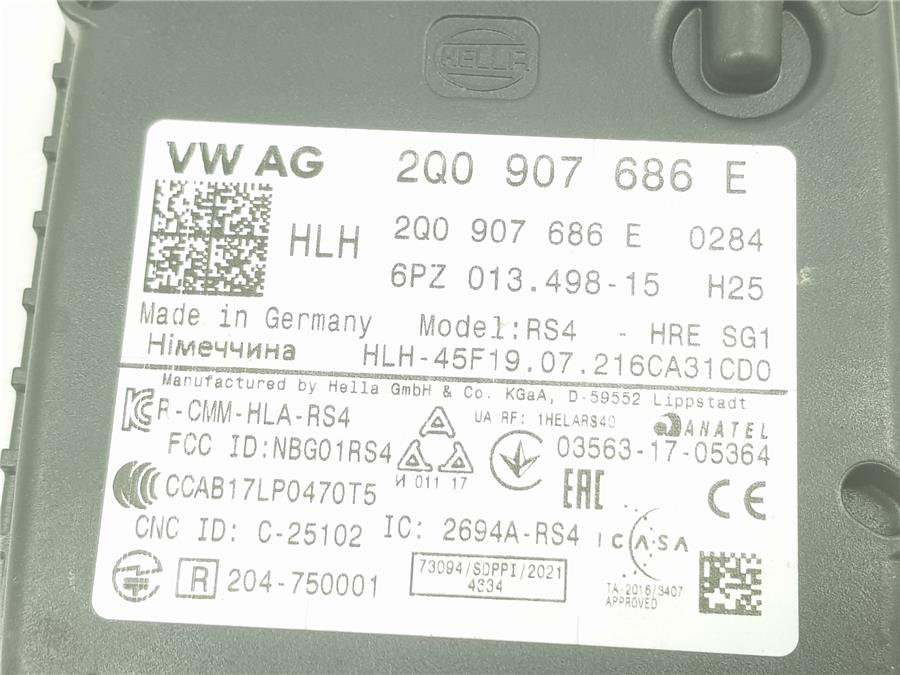 HELLA
VW AG 2Q0 907 686 E
HLH 2Q0 907 686 E 0284
6PZ 013.498-15 H25
Made in Germany Model:RS4 - HRE SG1
Німеччина HLH-45F19.07.216CA31CD0
Manufactured by Hella GmbH & Co. KGaA, D-59552 Lippstadt
R-CMM-HLA-RS4 UA RF: 1HELARS40 ANATEL
FCC ID:NBG01RS4 03563-17-05364
И 011 17
CCAB17LP0470T5 EAC CE
CNC ID: C-25102 IC: 2694A-RS4 ICASA
R 204-750001 73094/SDPPI/2021
4334
TA-2016/3407
APPROVED